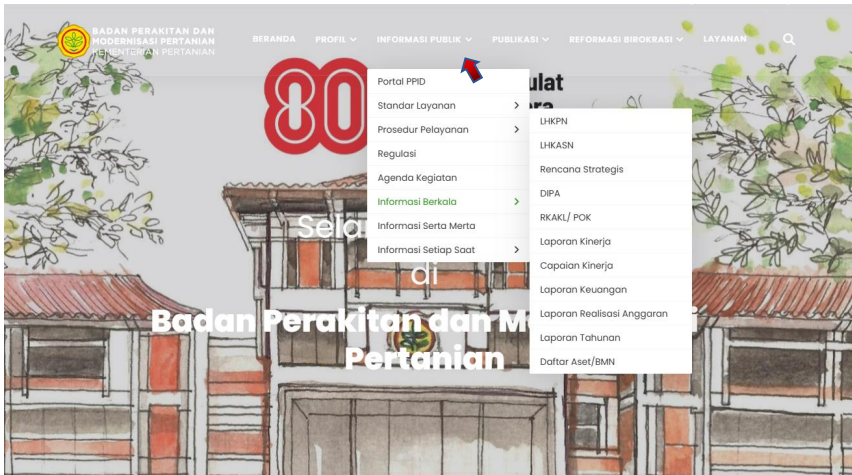 BADAN PERAKITAN DAN
MODERNISASI PERTANIAN
KEMENTERIAN PERTANIAN
BERANDA PROFIL INFORMASI PUBLIK PUBLIKASI REFORMASI BIROKRASI LAYANAN
80
Portal PPID
Standar Layanan
Prosedur Pelayanan
Regulasi
Agenda Kegiatan
Informasi Berkala
Informasi Serta Merta
Informasi Setiap Saat
LHKPN
LHKASN
Rencana Strategis
DIPA
RKAKL/ POK
Laporan Kinerja
Capaian Kinerja
Laporan Keuangan
Laporan Realisasi Anggaran
Laporan Tahunan
Daftar Aset/BMN
di
Badan Perakitan dan
Pertanian